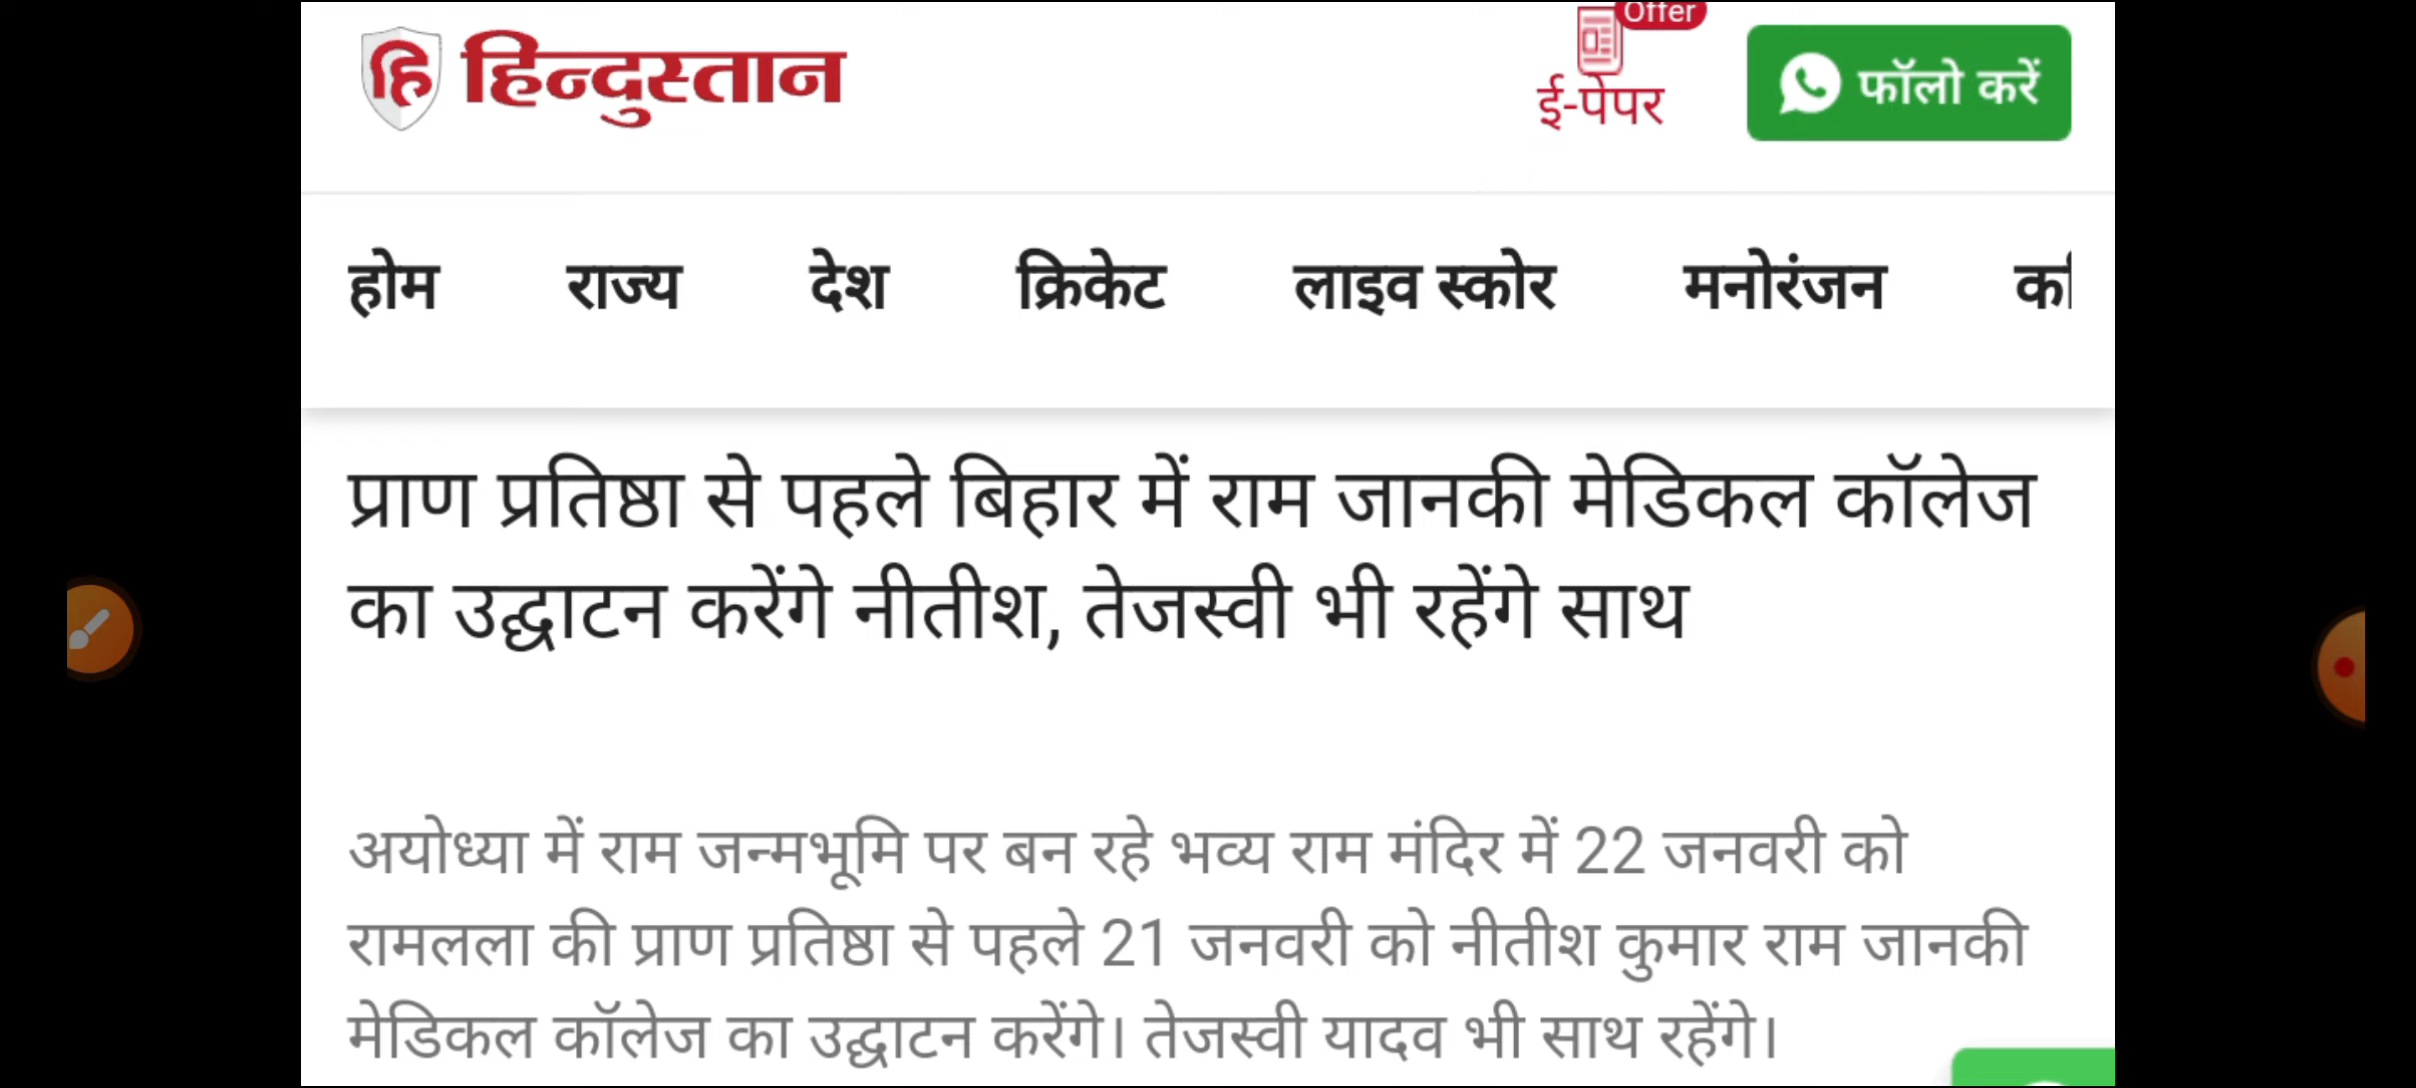 Offer
हि हिन्दुस्तान
ई-पेपर
फॉलो करें
होम राज्य देश क्रिकेट लाइव स्कोर मनोरंजन
प्राण प्रतिष्ठा से पहले बिहार में राम जानकी मेडिकल कॉलेज
का उद्घाटन करेंगे नीतीश, तेजस्वी भी रहेंगे साथ
अयोध्या में राम जन्मभूमि पर बन रहे भव्य राम मंदिर में 22 जनवरी को
रामलला की प्राण प्रतिष्ठा से पहले 21 जनवरी को नीतीश कुमार राम जानकी
मेडिकल कॉलेज का उद्घाटन करेंगे। तेजस्वी यादव भी साथ रहेंगे।